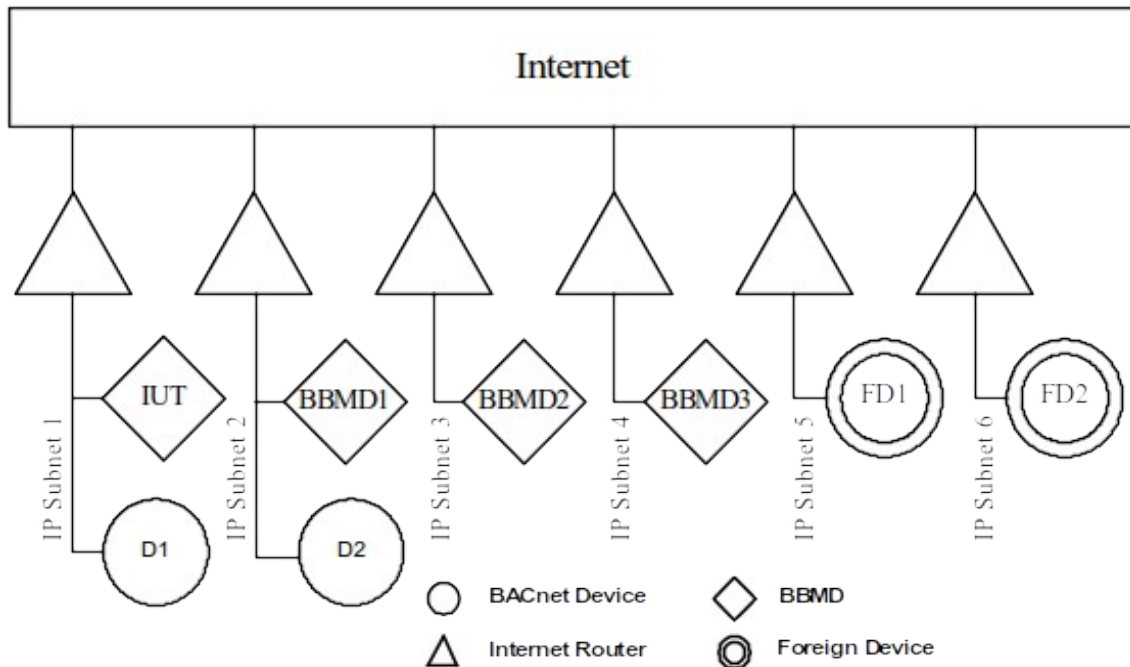 Internet
IUT
BBMD1
BBMD2
BBMD3
FD1
FD2
IP Subnet 1
IP Subnet 2
IP Subnet 3
IP Subnet 4
IP Subnet 5
IP Subnet 6
D1
D2
BACnet Device
BBMD
Internet Router
Foreign Device